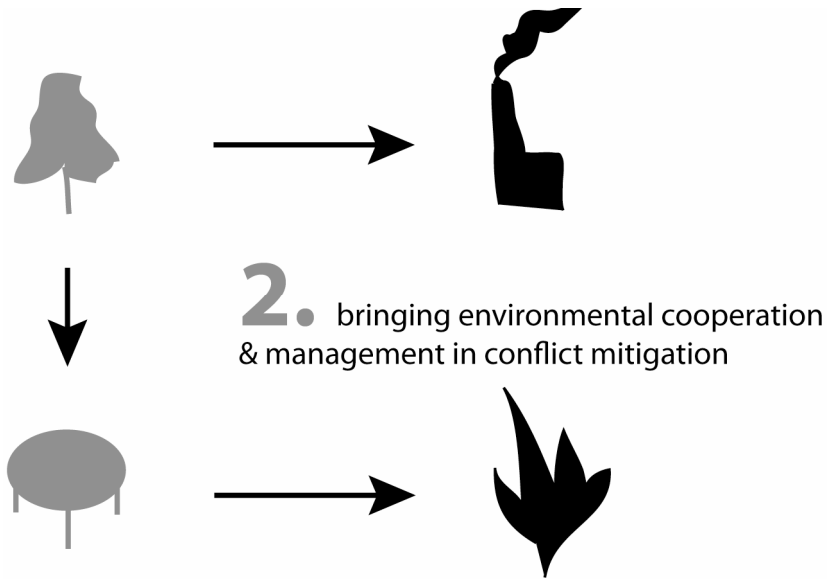 2. bringing environmental cooperation
& management in conflict mitigation